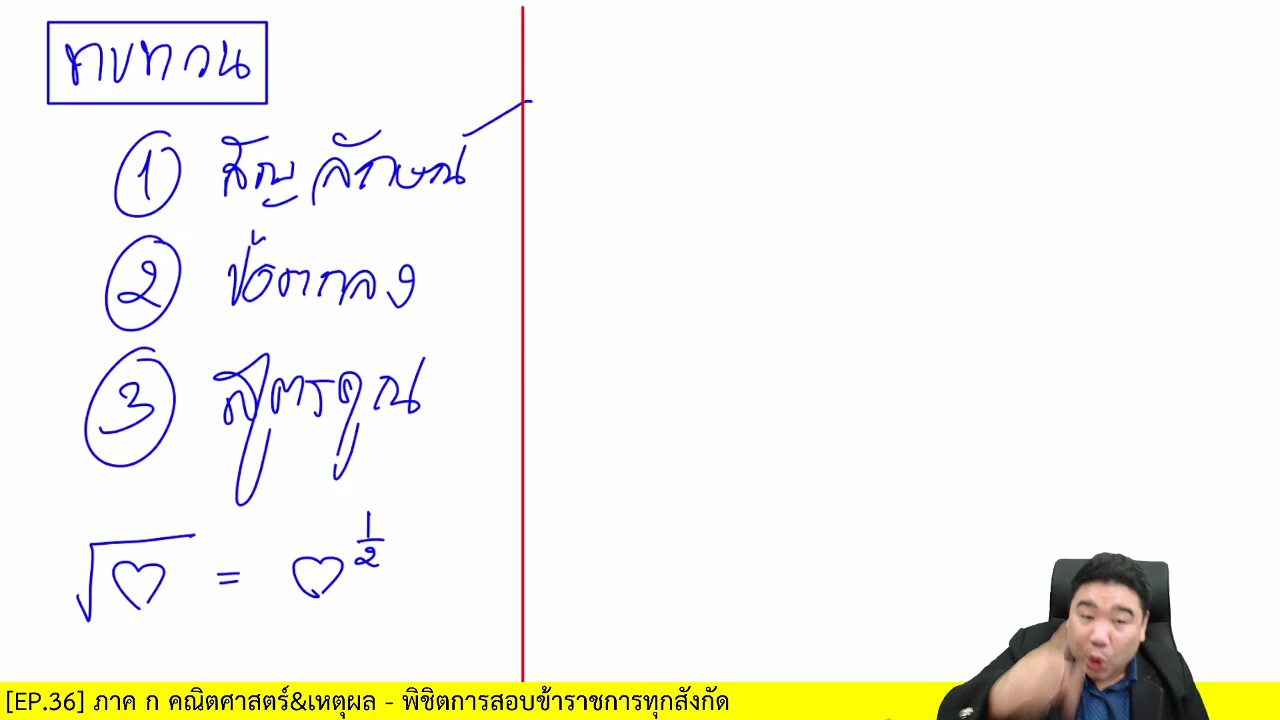 ทบทวน
① สัญลักษณ์
② ข้อตกลง
③ สูตรคูณ
√♡ = ♡^(1/2)
[EP.36] ภาค ก คณิตศาสตร์&เหตุผล - พิชิตการสอบข้าราชการทุกสังกัด